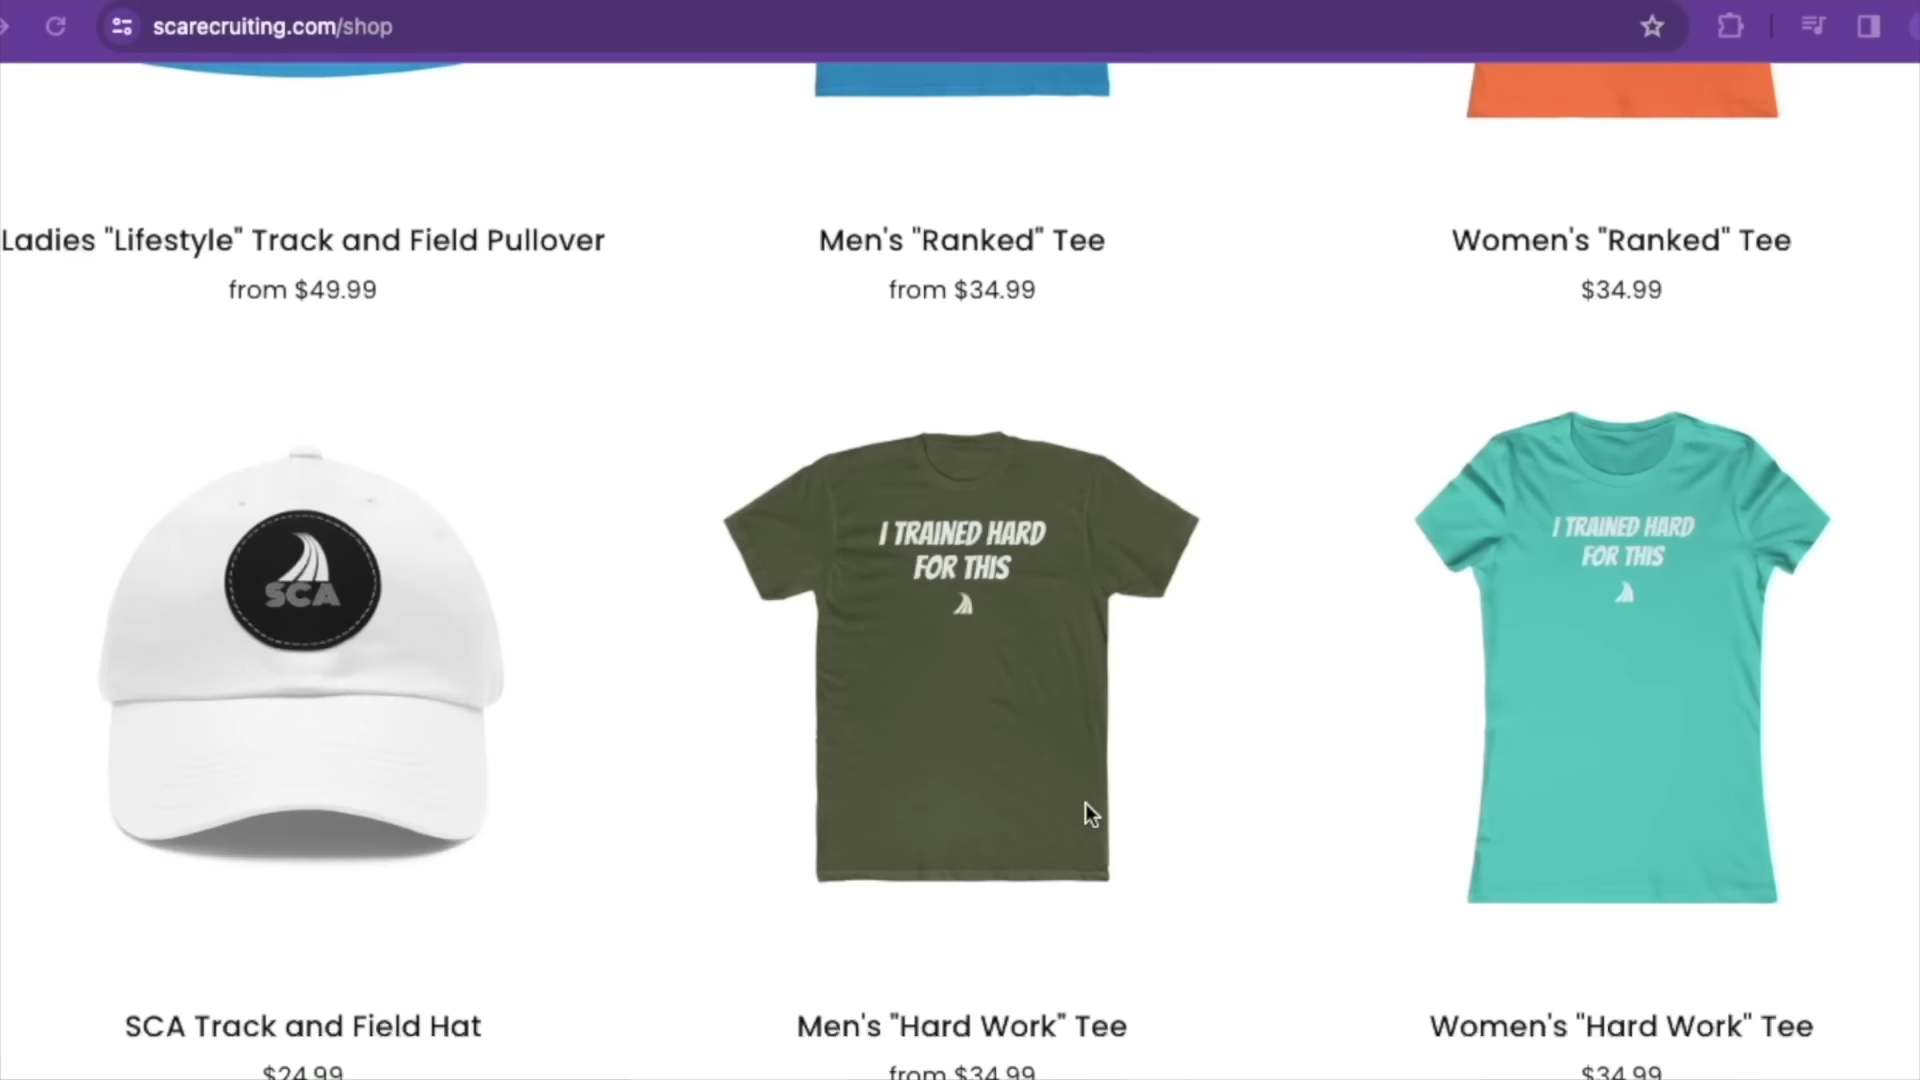 scarecruiting.com/shop
Ladies "Lifestyle" Track and Field Pullover
from $49.99
Men's "Ranked" Tee
from $34.99
Women's "Ranked" Tee
$34.99
SCA
I TRAINED HARD
FOR THIS
I TRAINED HARD
FOR THIS
SCA Track and Field Hat
$24.99
Men's "Hard Work" Tee
from $34.99
Women's "Hard Work" Tee
$34.99